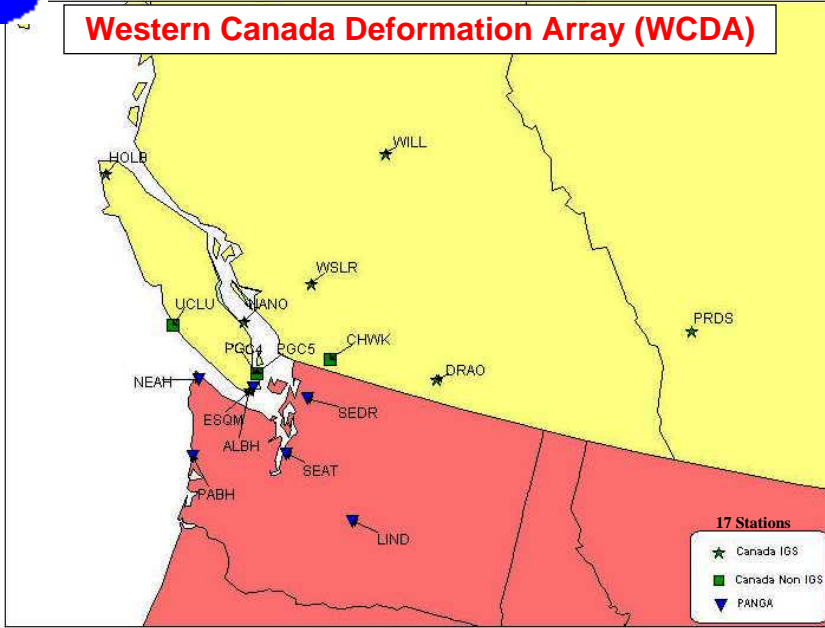 Western Canada Deformation Array (WCDA)
WILL
HOLB
WSLR
UCLU
NANO
PRDS
PGC4
PGC5
CHWK
DRAO
NEAH
ESQM
SEDR
ALBH
SEAT
PABH
LIND
17 Stations
Canada IGS
Canada Non IGS
PANGA